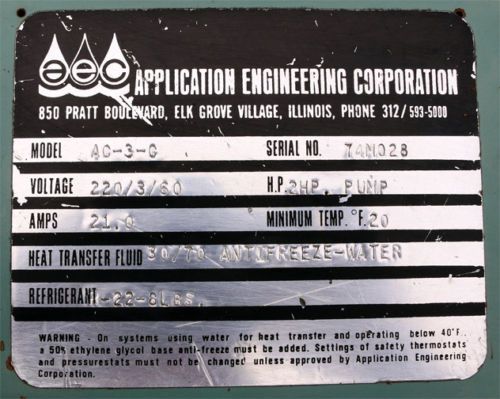 aec APPLICATION ENGINEERING CORPORATION
850 PRATT BOULEVARD, ELK GROVE VILLAGE, ILLINOIS, PHONE 312/593-5000
MODEL AC-3-G SERIAL NO. 74M028
VOLTAGE 220/3/60 H.P. 2HP. PUMP
AMPS 21.0 MINIMUM TEMP. °F. 20
HEAT TRANSFER FLUID 30/70 ANTIFREEZE-WATER
REFRIGERANT -22-8LBS.
WARNING - On systems using water for heat transfer and operating below 40°F.
a 50% ethylene glycol base anti-freeze must be added. Settings of safety thermostats
and pressurestats must not be changed unless approved by Application Engineering
Corporation.